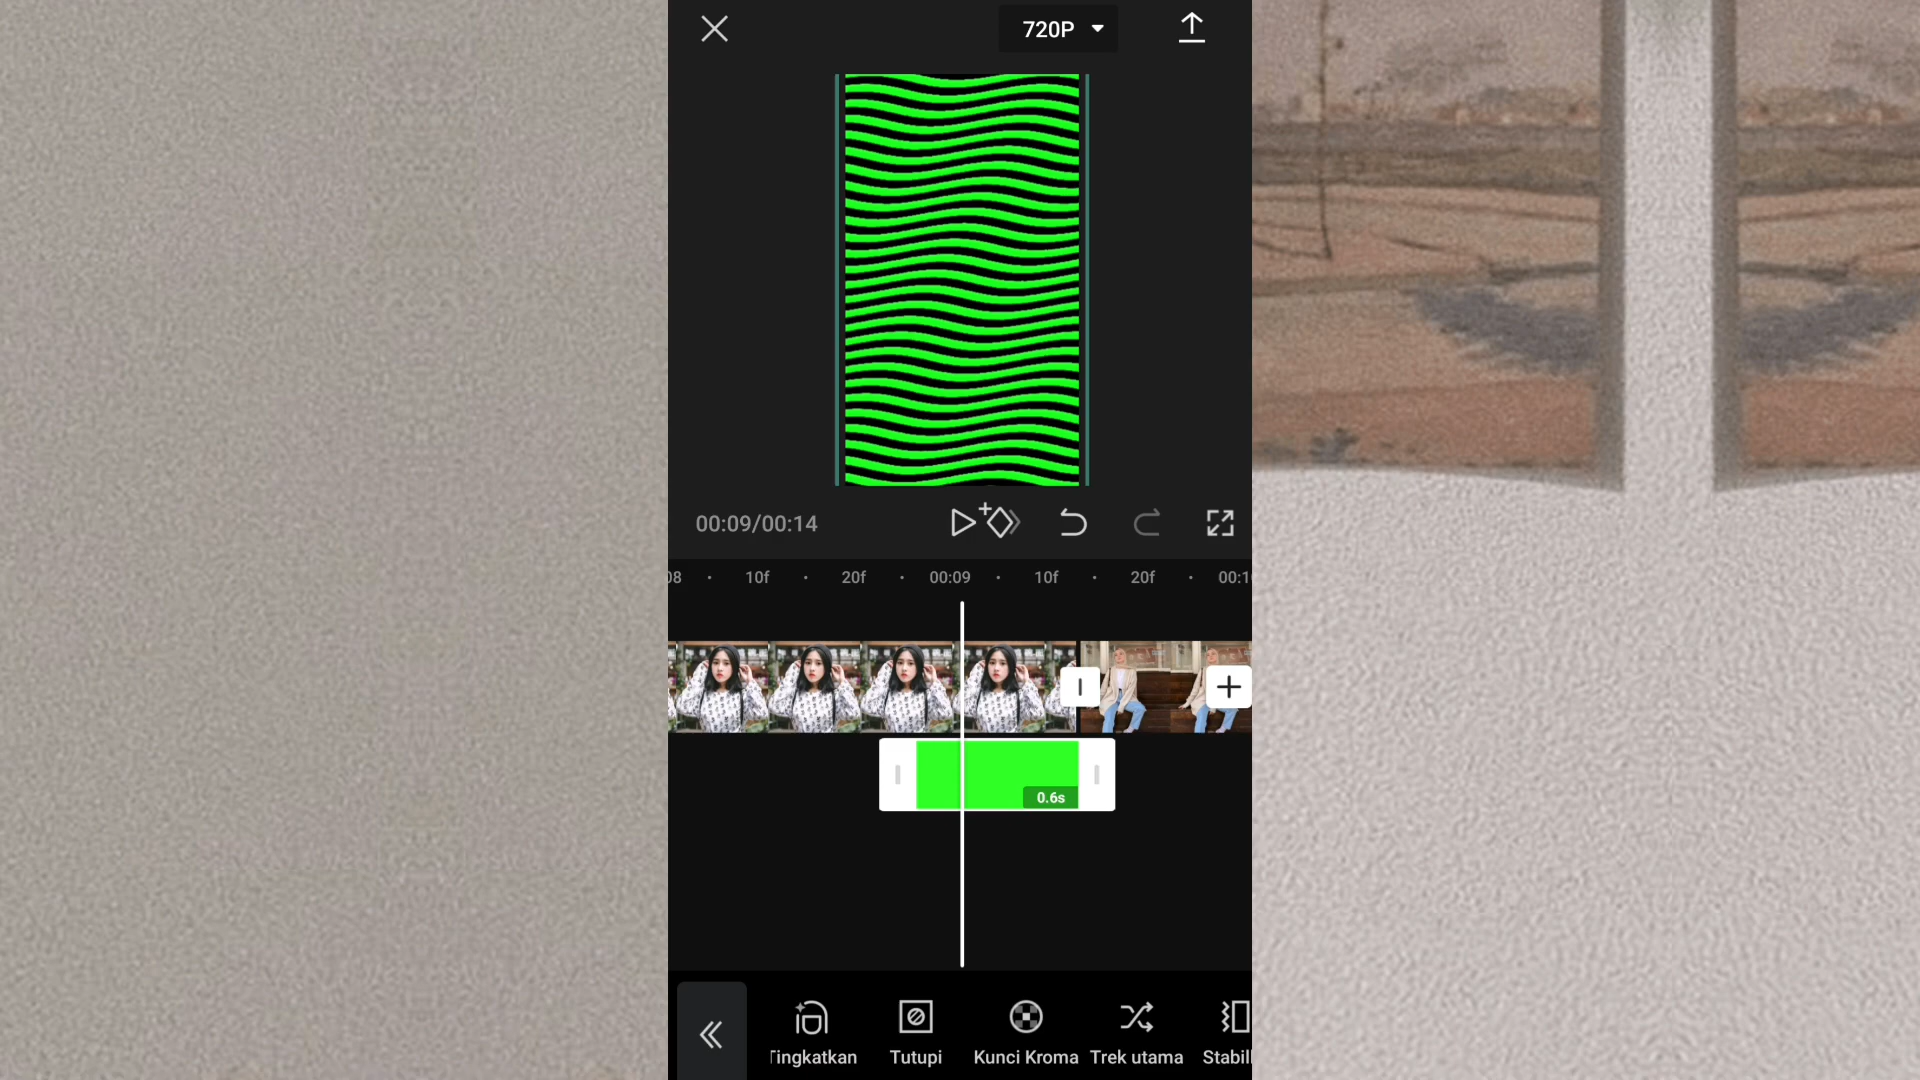 720P
00:09/00:14
10f 20f 00:09 10f 20f
0.6s
Tingkatkan Tutupi Kunci Kroma Trek utama